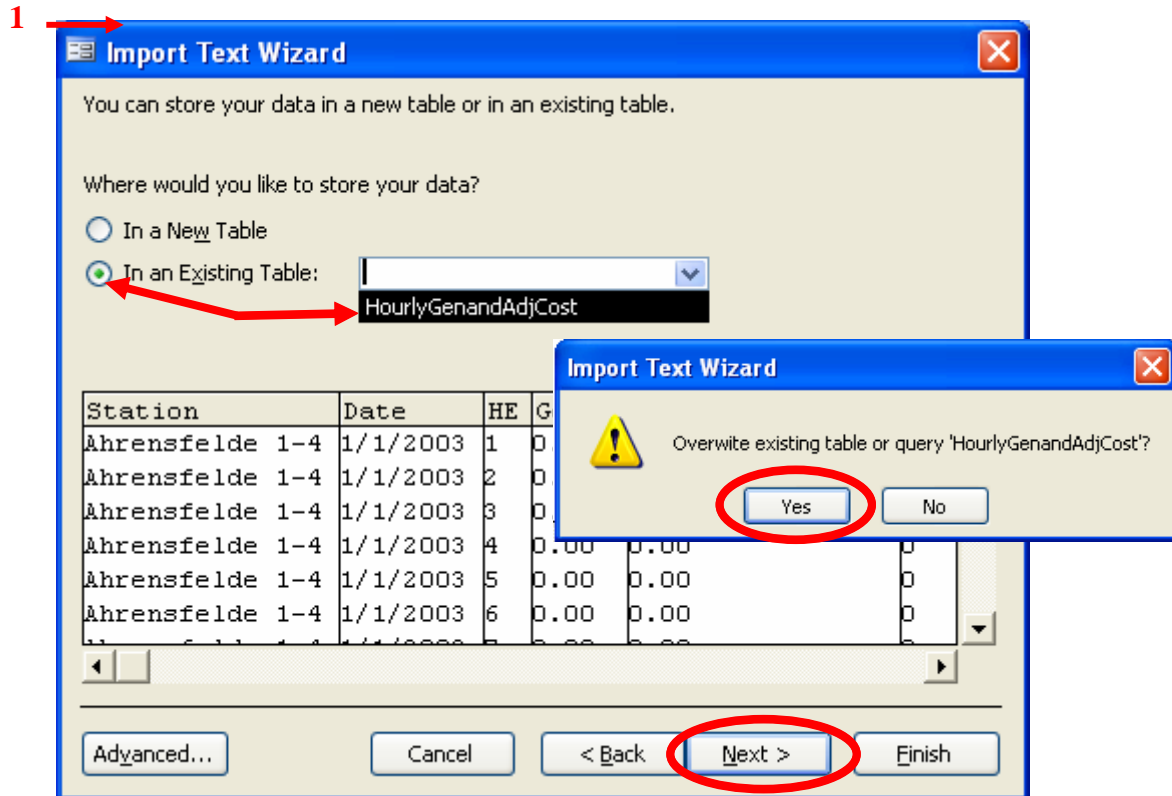 1
Import Text Wizard
You can store your data in a new table or in an existing table.
Where would you like to store your data?
In a New Table
In an Existing Table:
HourlyGenandAdjCost
Import Text Wizard
Overwite existing table or query 'HourlyGenandAdjCost'?
Yes No
Station Date HE
Ahrensfelde 1-4 1/1/2003 1
Ahrensfelde 1-4 1/1/2003 2
Ahrensfelde 1-4 1/1/2003 3
Ahrensfelde 1-4 1/1/2003 4 0.00 0.00 0
Ahrensfelde 1-4 1/1/2003 5 0.00 0.00 0
Ahrensfelde 1-4 1/1/2003 6 0.00 0.00 0
Advanced... Cancel < Back Next > Finish